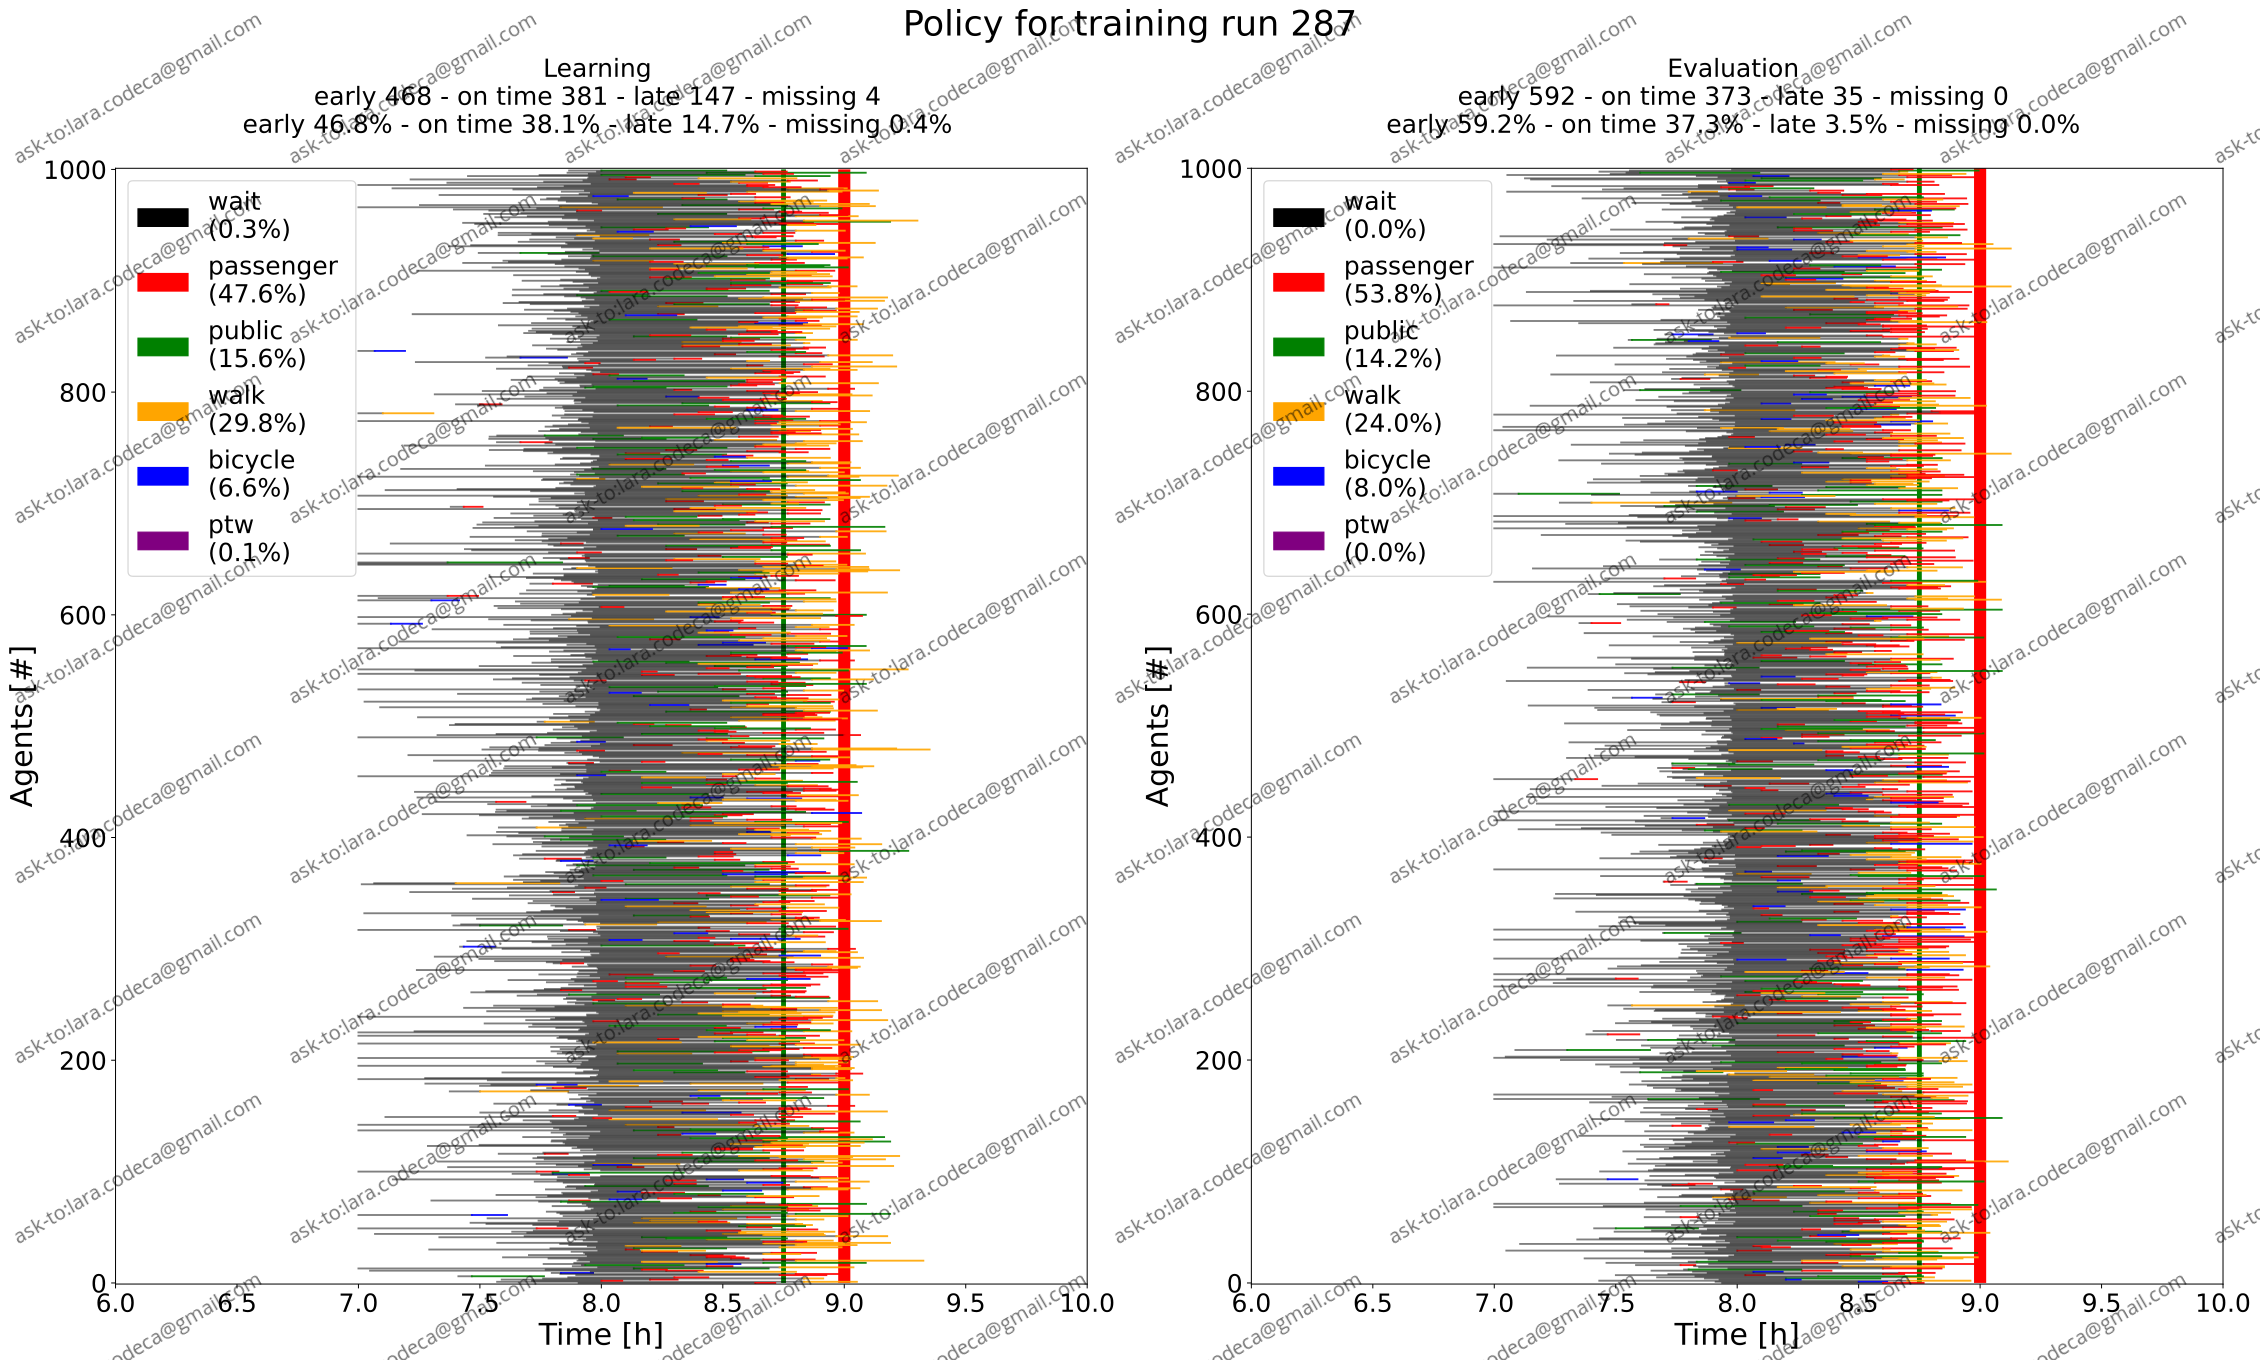 Policy for training run 287
Learning
early 468 - on time 381 - late 147 - missing 4
early 46.8% - on time 38.1% - late 14.7% - missing 0.4%
1000
800
600
400
200
0
Agents [#]
wait
(0.3%)
passenger
(47.6%)
public
(15.6%)
walk
(29.8%)
bicycle
(6.6%)
ptw
(0.1%)
6.0 6.5 7.0 7.5 8.0 8.5 9.0 9.5 10.0
Time [h]
Evaluation
early 592 - on time 373 - late 35 - missing 0
early 59.2% - on time 37.3% - late 3.5% - missing 0.0%
1000
800
600
400
200
0
Agents [#]
wait
(0.0%)
passenger
(53.8%)
public
(14.2%)
walk
(24.0%)
bicycle
(8.0%)
ptw
(0.0%)
6.0 6.5 7.0 7.5 8.0 8.5 9.0 9.5 10.0
Time [h]
ask-to:lara.codeca@gmail.com